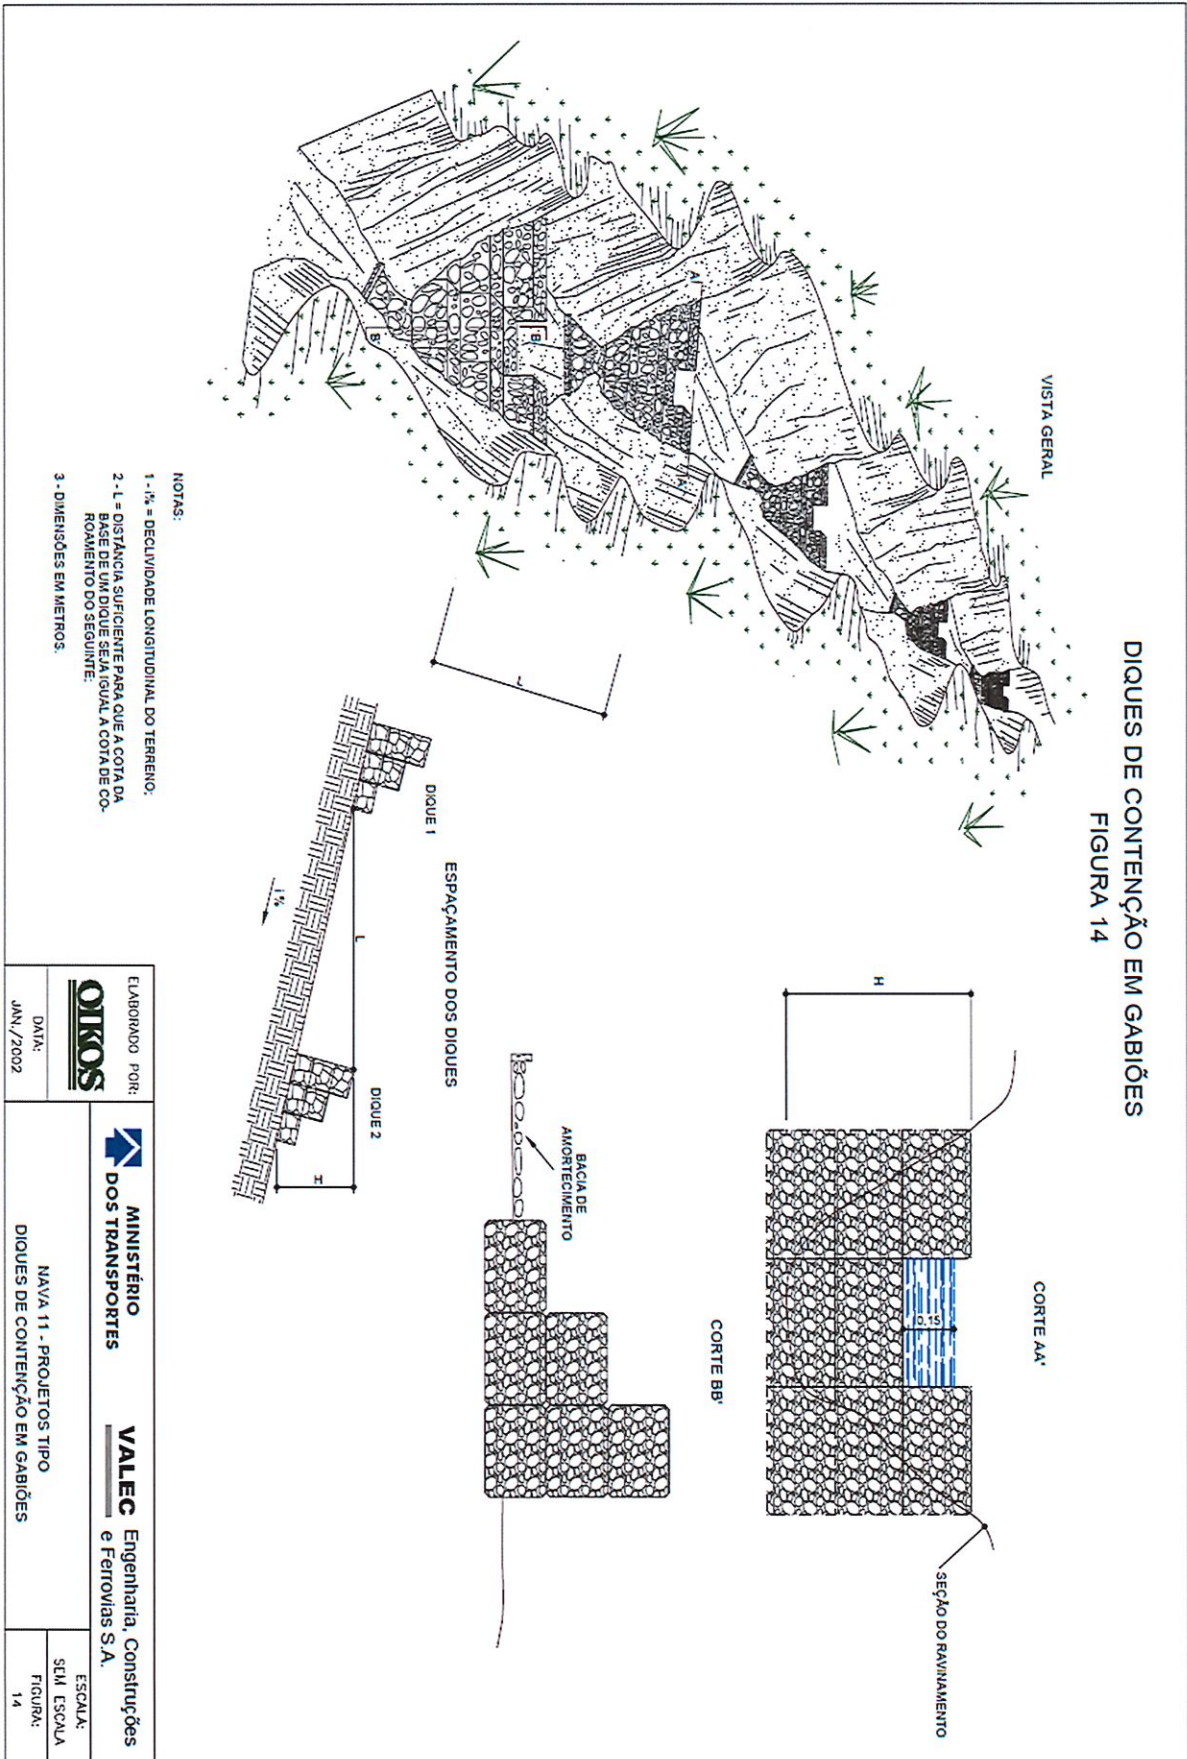 DIQUES DE CONTENÇÃO EM GABIÕES
FIGURA 14
VISTA GERAL
A
A'
'B'
B'
CORTE AA'
H
0,15
SEÇÃO DO RAVINAMENTO
CORTE BB'
BACIA DE
AMORTECIMENTO
ESPAÇAMENTO DOS DIQUES
L
DIQUE 1
L
DIQUE 2
H
i %
NOTAS:
1 - i% = DECLIVIDADE LONGITUDINAL DO TERRENO;
2 - L = DISTÂNCIA SUFICIENTE PARA QUE A COTA DA
BASE DE UM DIQUE SEJA IGUAL A COTA DE CO-
ROAMENTO DO SEGUINTE;
3 - DIMENSÕES EM METROS.
ELABORADO POR:
OIKOS
DATA:
JAN./2002
MINISTÉRIO
DOS TRANSPORTES
VALEC Engenharia, Construções
e Ferrovias S.A.
NAVA 11 - PROJETOS TIPO
DIQUES DE CONTENÇÃO EM GABIÕES
ESCALA:
SEM ESCALA
FIGURA:
14